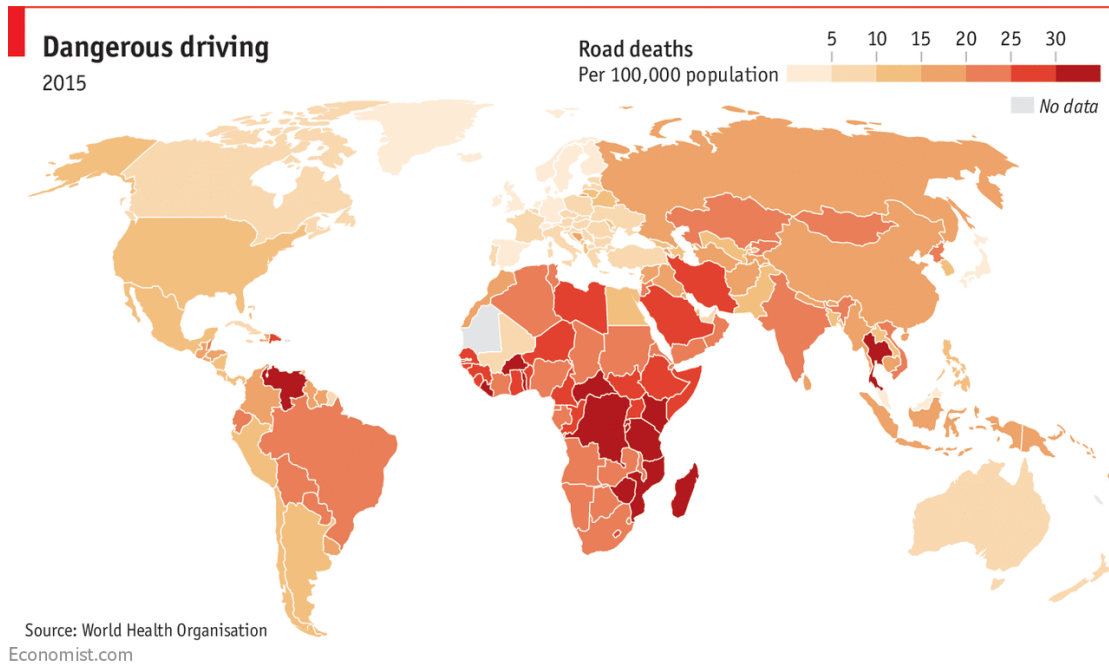 Dangerous driving
2015
Road deaths
Per 100,000 population
5 10 15 20 25 30
No data
Source: World Health Organisation
Economist.com